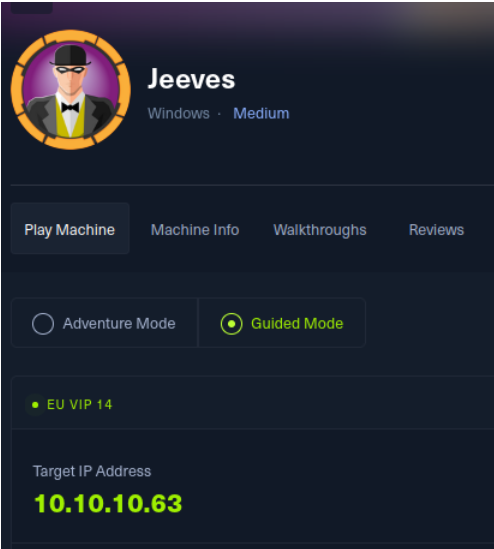 Jeeves
Windows · Medium
Play Machine Machine Info Walkthroughs Reviews
Adventure Mode Guided Mode
EU VIP 14
Target IP Address
10.10.10.63